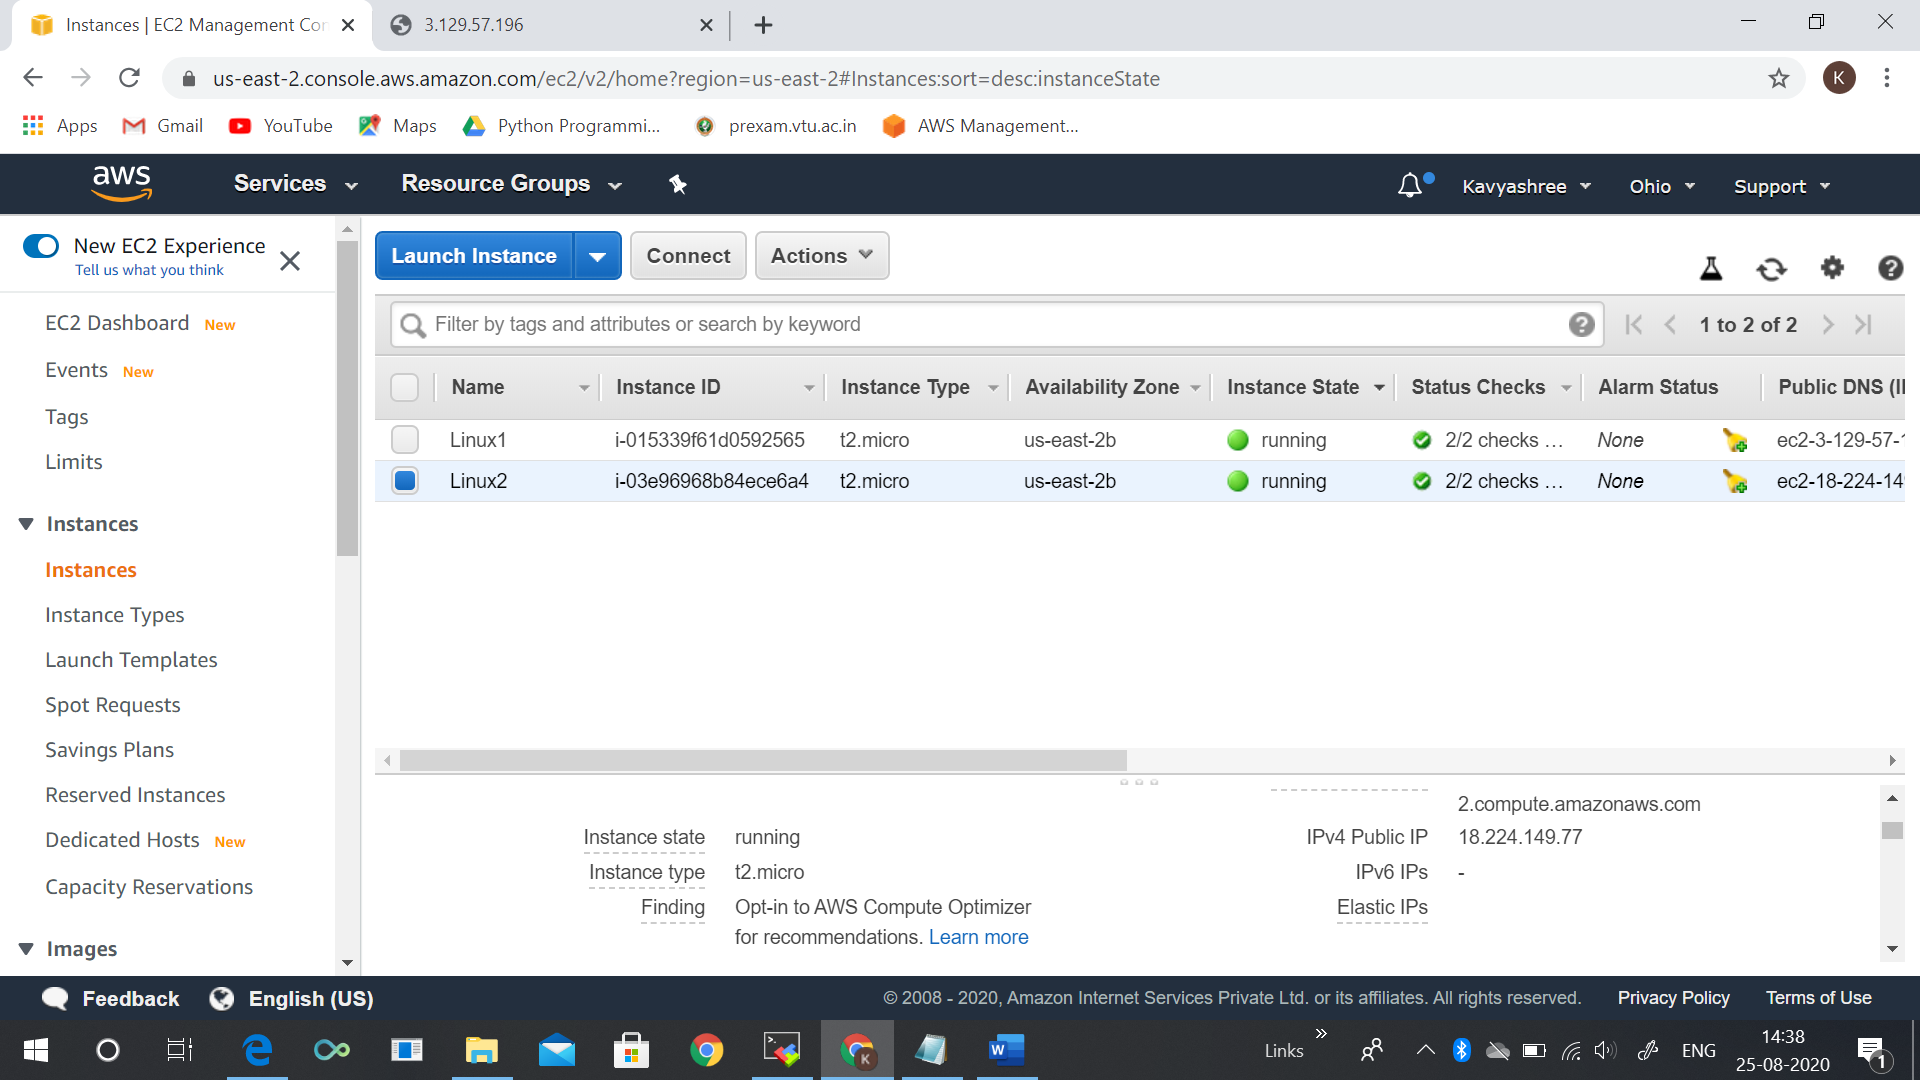 Instances | EC2 Management Con
3.129.57.196
us-east-2.console.aws.amazon.com/ec2/v2/home?region=us-east-2#Instances:sort=desc:instanceState
K
Apps
Gmail
YouTube
Maps
Python Programmi...
prexam.vtu.ac.in
AWS Management...
aws
Services
Resource Groups
Kavyashree
Ohio
Support
New EC2 Experience
Tell us what you think
EC2 Dashboard New
Events New
Tags
Limits
Instances
Instances
Instance Types
Launch Templates
Spot Requests
Savings Plans
Reserved Instances
Dedicated Hosts New
Capacity Reservations
Images
Launch Instance
Connect
Actions
Filter by tags and attributes or search by keyword
1 to 2 of 2
Name Instance ID Instance Type Availability Zone Instance State Status Checks Alarm Status Public DNS (I
Linux1 i-015339f61d0592565 t2.micro us-east-2b running 2/2 checks ... None ec2-3-129-57-1
Linux2 i-03e96968b84ece6a4 t2.micro us-east-2b running 2/2 checks ... None ec2-18-224-149
2.compute.amazonaws.com
Instance state running IPv4 Public IP 18.224.149.77
Instance type t2.micro IPv6 IPs -
Finding Opt-in to AWS Compute Optimizer Elastic IPs
for recommendations. Learn more
Feedback
English (US)
© 2008 - 2020, Amazon Internet Services Private Ltd. or its affiliates. All rights reserved.
Privacy Policy
Terms of Use
Links
ENG
14:38
25-08-2020
1